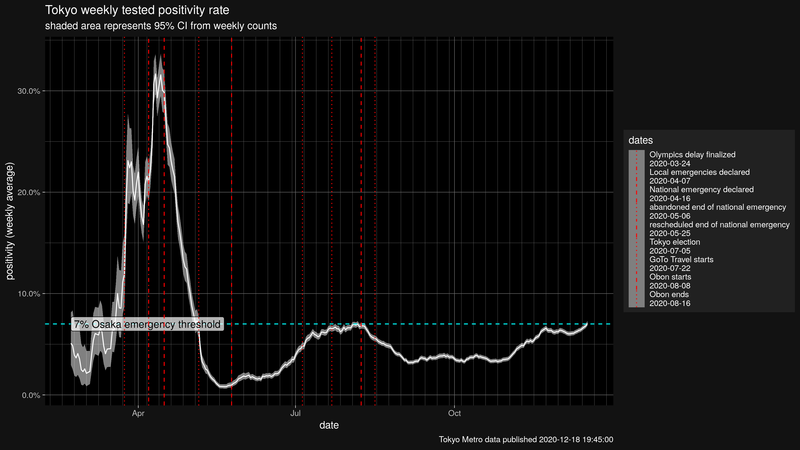 Tokyo weekly tested positivity rate
shaded area represents 95% CI from weekly counts
positivity (weekly average)
30.0%
20.0%
10.0%
0.0%
7% Osaka emergency threshold
Apr
Jul
Oct
date
dates
Olympics delay finalized
2020-03-24
Local emergencies declared
2020-04-07
National emergency declared
2020-04-16
abandoned end of national emergency
2020-05-06
rescheduled end of national emergency
2020-05-25
Tokyo election
2020-07-05
GoTo Travel starts
2020-07-22
Obon starts
2020-08-08
Obon ends
2020-08-16
Tokyo Metro data published 2020-12-18 19:45:00